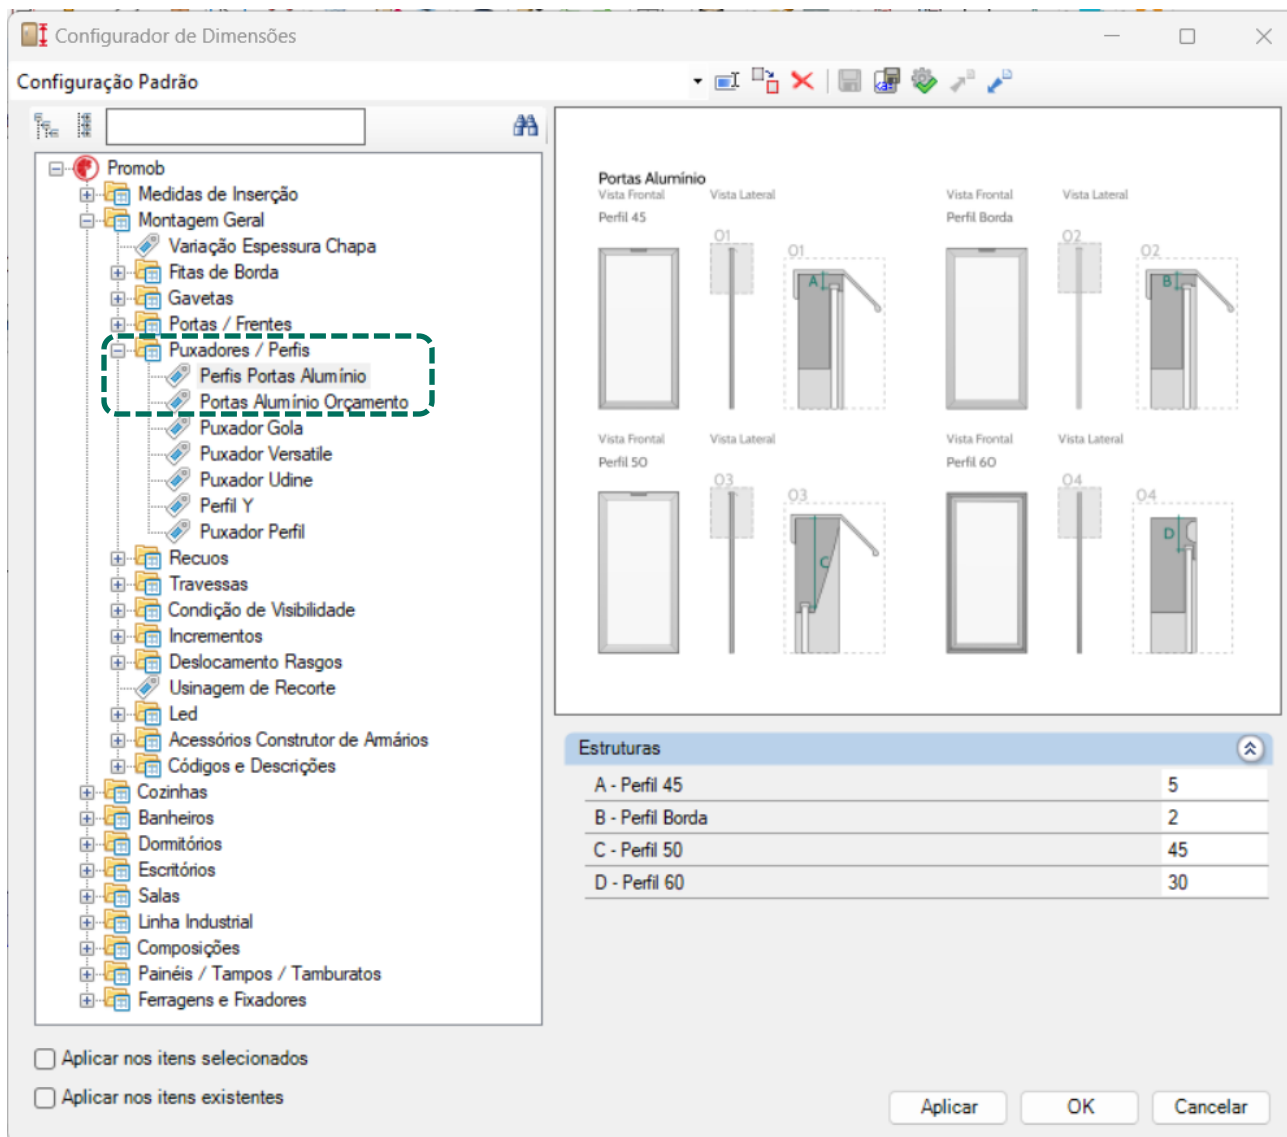 Configurador de Dimensões
Configuração Padrão
Promob
Medidas de Inserção
Montagem Geral
Variação Espessura Chapa
Fitas de Borda
Gavetas
Portas / Frentes
Puxadores / Perfis
Perfis Portas Alumínio
Portas Alumínio Orçamento
Puxador Gola
Puxador Versatile
Puxador Udine
Perfil Y
Puxador Perfil
Recuos
Travessas
Condição de Visibilidade
Incrementos
Deslocamento Rasgos
Usinagem de Recorte
Led
Acessórios Construtor de Armários
Códigos e Descrições
Cozinhas
Banheiros
Dormitórios
Escritórios
Salas
Linha Industrial
Composições
Painéis / Tampos / Tamburatos
Ferragens e Fixadores
Aplicar nos itens selecionados
Aplicar nos itens existentes
Portas Alumínio
Vista Frontal Vista Lateral Vista Frontal Vista Lateral
Perfil 45 Perfil Borda
01 01 02 02
A B
Vista Frontal Vista Lateral Vista Frontal Vista Lateral
Perfil 50 Perfil 60
03 03 04 04
C D
Estruturas
A - Perfil 45 5
B - Perfil Borda 2
C - Perfil 50 45
D - Perfil 60 30
Aplicar OK Cancelar